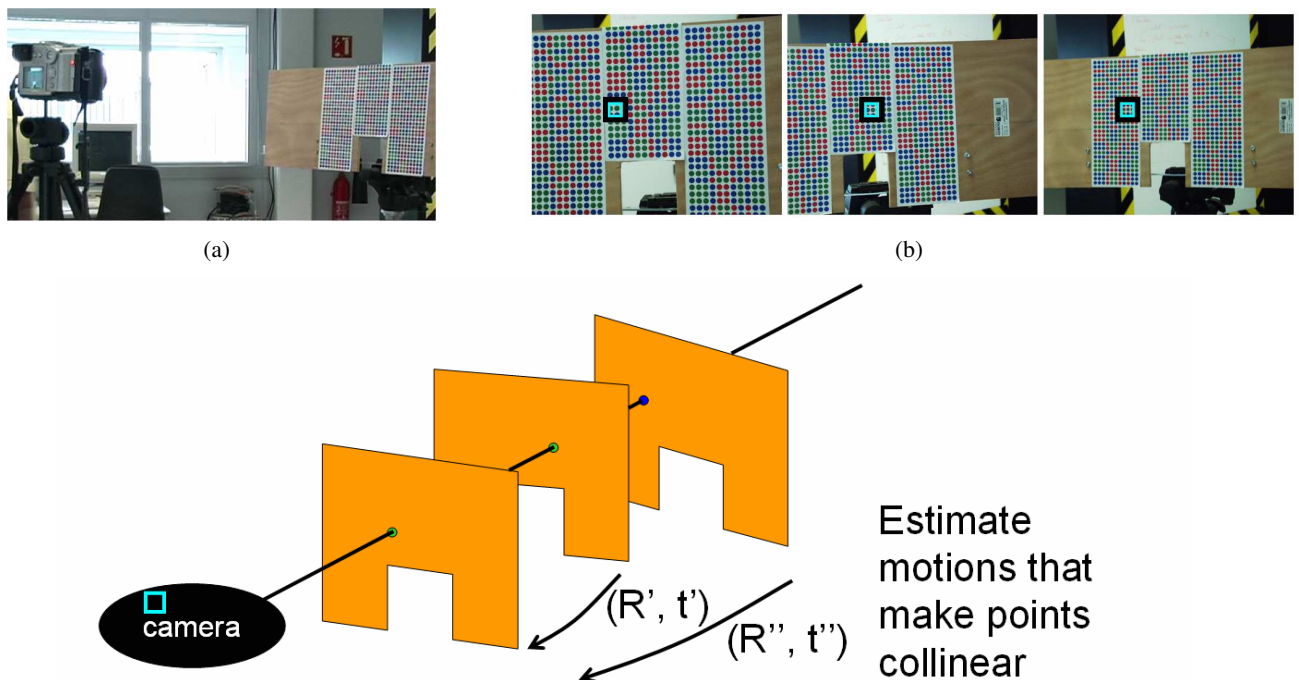 (a)
(b)
camera
(R', t')
(R'', t'')
Estimate
motions that
make points
collinear